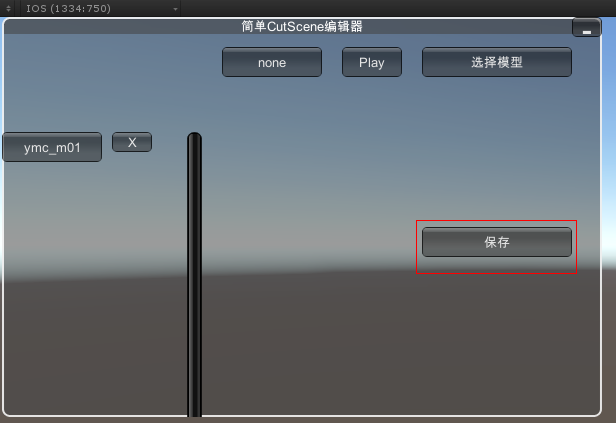 IOS (1334:750)
简单CutScene编辑器
none
Play
选择模型
ymc_m01
X
保存